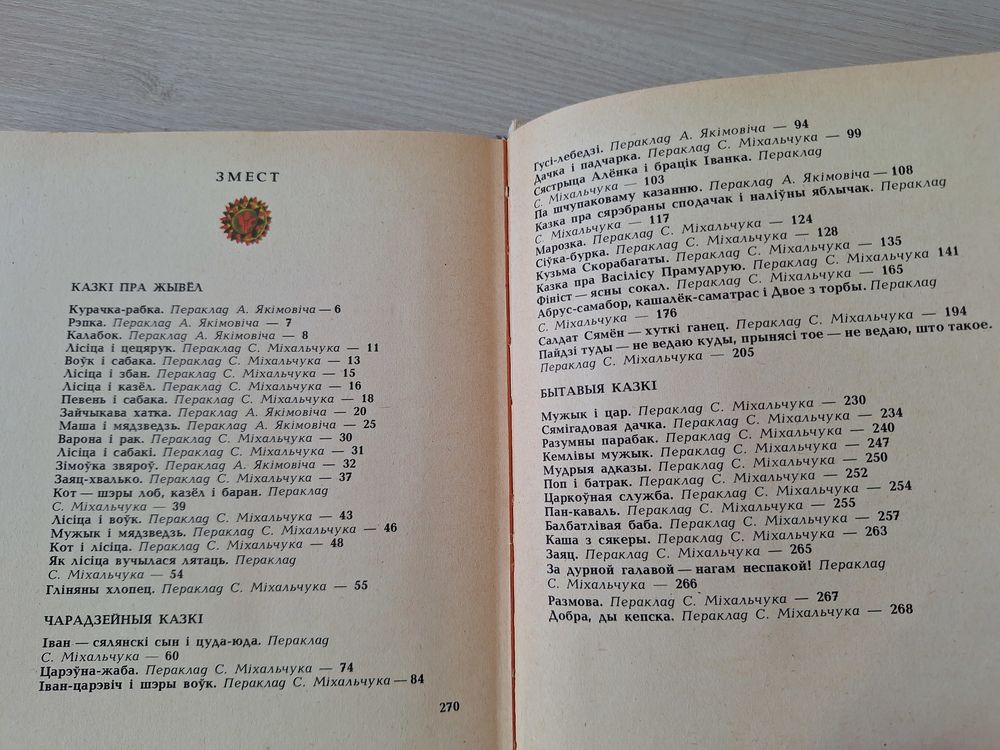 ЗМЕСТ
КАЗКІ ПРА ЖЫВЁЛ
Курачка-рабка. Пераклад А. Якімовіча — 6
Рэпка. Пераклад А. Якімовіча — 7
Калабок. Пераклад А. Якімовіча — 8
Лісіца і цецярук. Пераклад С. Міхальчука — 11
Воўк і сабака. Пераклад С. Міхальчука — 13
Лісіца і збан. Пераклад С. Міхальчука — 15
Лісіца і казёл. Пераклад С. Міхальчука — 16
Певень і сабака. Пераклад С. Міхальчука — 18
Зайчыкава хатка. Пераклад А. Якімовіча — 20
Маша і мядзведзь. Пераклад А. Якімовіча — 25
Варона і рак. Пераклад С. Міхальчука — 30
Лісіца і сабакі. Пераклад С. Міхальчука — 31
Зімоўка звяроў. Пераклад А. Якімовіча — 32
Заяц-хвалько. Пераклад С. Міхальчука — 37
Кот — шэры лоб, казёл і баран. Пераклад
С. Міхальчука — 39
Лісіца і воўк. Пераклад С. Міхальчука — 43
Мужык і мядзведзь. Пераклад С. Міхальчука — 46
Кот і лісіца. Пераклад С. Міхальчука — 48
Як лісіца вучылася лятаць. Пераклад
С. Міхальчука — 54
Гліняны хлопец. Пераклад С. Міхальчука — 55
ЧАРАДЗЕЙНЫЯ КАЗКІ
Іван — сялянскі сын і цуда-юда. Пераклад
С. Міхальчука — 60
Царэўна-жаба. Пераклад С. Міхальчука — 74
Іван-царэвіч і шэры воўк. Пераклад С. Міхальчука — 84
270
Гусі-лебедзі. Пераклад А. Якімовіча — 94
Дачка і падчарка. Пераклад С. Міхальчука — 99
Сястрыца Алёнка і брацік Іванка. Пераклад
С. Міхальчука — 103
Па шчупаковаму казанню. Пераклад А. Якімовіча — 108
Казка пра сярэбраны сподачак і наліўны яблычак. Пераклад
С. Міхальчука — 117
Марозка. Пераклад С. Міхальчука — 124
Сіўка-бурка. Пераклад С. Міхальчука — 128
Кузьма Скорабагаты. Пераклад С. Міхальчука — 135
Казка пра Васілісу Прамудрую. Пераклад С. Міхальчука 141
Фініст — ясны сокал. Пераклад С. Міхальчука — 165
Абрус-самабор, кашалёк-саматрас і Двое з торбы. Пераклад
С. Міхальчука — 176
Салдат Сямён — хуткі ганец. Пераклад С. Міхальчука — 194
Пайдзі туды — не ведаю куды, прынясі тое — не ведаю, што такое.
Пераклад С. Міхальчука — 205
БЫТАВЫЯ КАЗКІ
Мужык і цар. Пераклад С. Міхальчука — 230
Сямігадовая дачка. Пераклад С. Міхальчука — 234
Разумны парабак. Пераклад С. Міхальчука — 240
Кемлівы мужык. Пераклад С. Міхальчука — 247
Мудрыя адказы. Пераклад С. Міхальчука — 250
Поп і батрак. Пераклад С. Міхальчука — 252
Царкоўная служба. Пераклад С. Міхальчука — 254
Пан-каваль. Пераклад С. Міхальчука — 255
Балбатлівая баба. Пераклад С. Міхальчука — 257
Каша з сякеры. Пераклад С. Міхальчука — 263
Заяц. Пераклад С. Міхальчука — 265
За дурной галавой — нагам неспакой! Пераклад
С. Міхальчука — 266
Размова. Пераклад С. Міхальчука — 267
Добра, ды кепска. Пераклад С. Міхальчука — 268